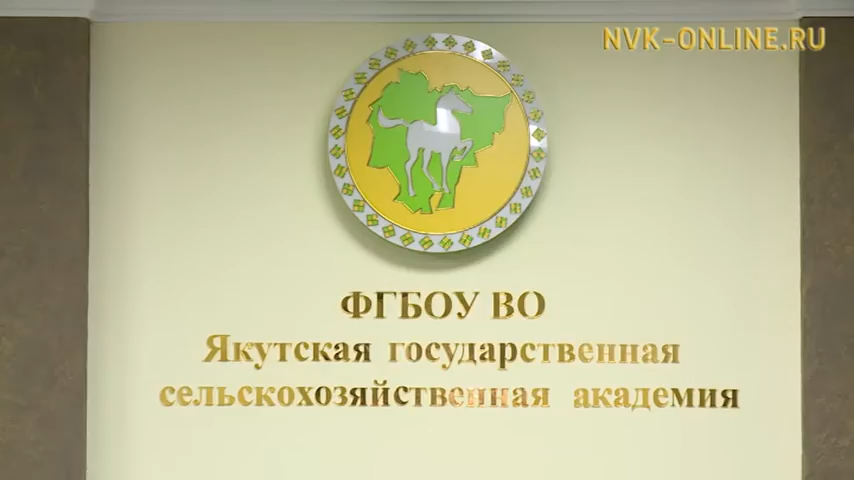 NVK-ONLINE.RU
ФГБОУ ВО
Якутская государственная
сельскохозяйственная академия